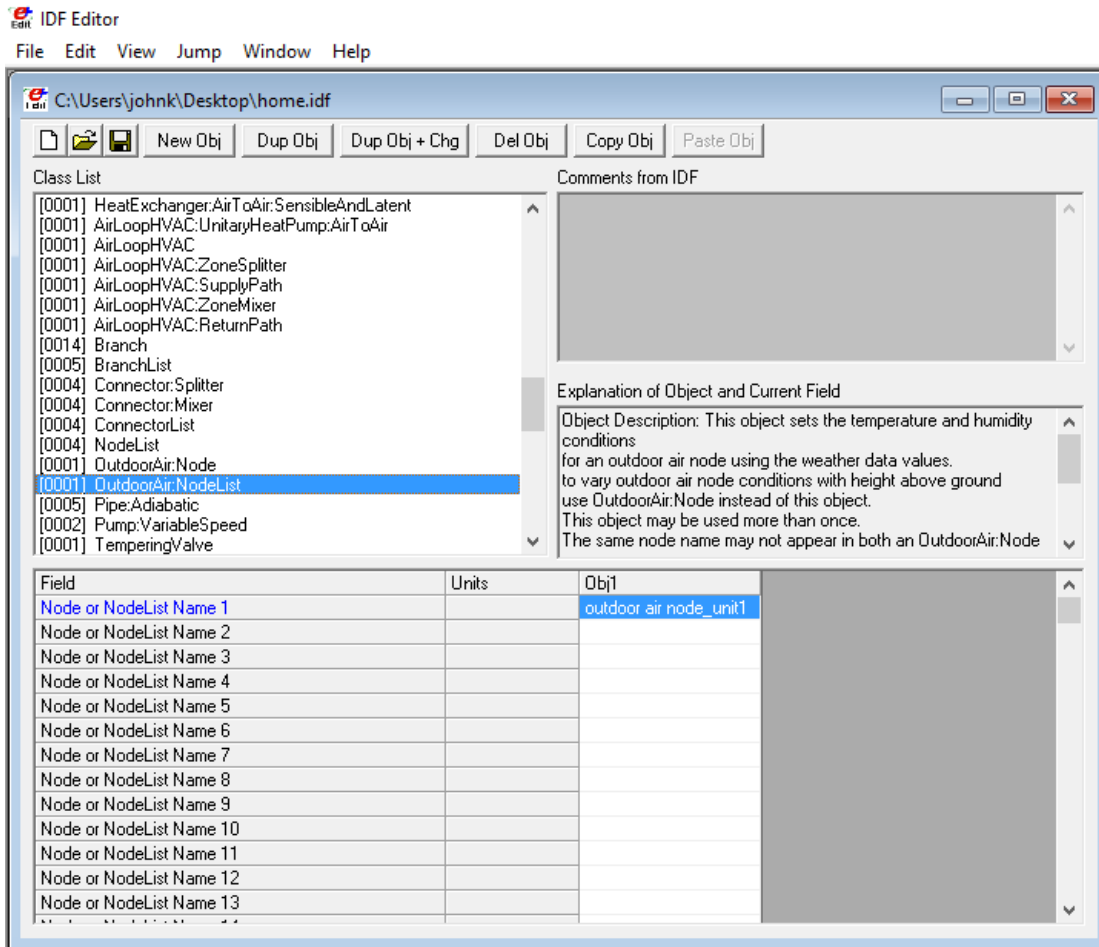 IDF Editor
File Edit View Jump Window Help
C:\Users\johnk\Desktop\home.idf
New Obj Dup Obj Dup Obj + Chg Del Obj Copy Obj Paste Obj
Class List
[0001] HeatExchanger:AirToAir:SensibleAndLatent
[0001] AirLoopHVAC:UnitaryHeatPump:AirToAir
[0001] AirLoopHVAC
[0001] AirLoopHVAC:ZoneSplitter
[0001] AirLoopHVAC:SupplyPath
[0001] AirLoopHVAC:ZoneMixer
[0001] AirLoopHVAC:ReturnPath
[0014] Branch
[0005] BranchList
[0004] Connector:Splitter
[0004] Connector:Mixer
[0004] ConnectorList
[0004] NodeList
[0001] OutdoorAir:Node
[0001] OutdoorAir:NodeList
[0005] Pipe:Adiabatic
[0002] Pump:VariableSpeed
[0001] TemperingValve
Comments from IDF
Explanation of Object and Current Field
Object Description: This object sets the temperature and humidity
conditions
for an outdoor air node using the weather data values.
to vary outdoor air node conditions with height above ground
use OutdoorAir:Node instead of this object.
This object may be used more than once.
The same node name may not appear in both an OutdoorAir:Node
Field Units Obj1
Node or NodeList Name 1 outdoor air node_unit1
Node or NodeList Name 2
Node or NodeList Name 3
Node or NodeList Name 4
Node or NodeList Name 5
Node or NodeList Name 6
Node or NodeList Name 7
Node or NodeList Name 8
Node or NodeList Name 9
Node or NodeList Name 10
Node or NodeList Name 11
Node or NodeList Name 12
Node or NodeList Name 13